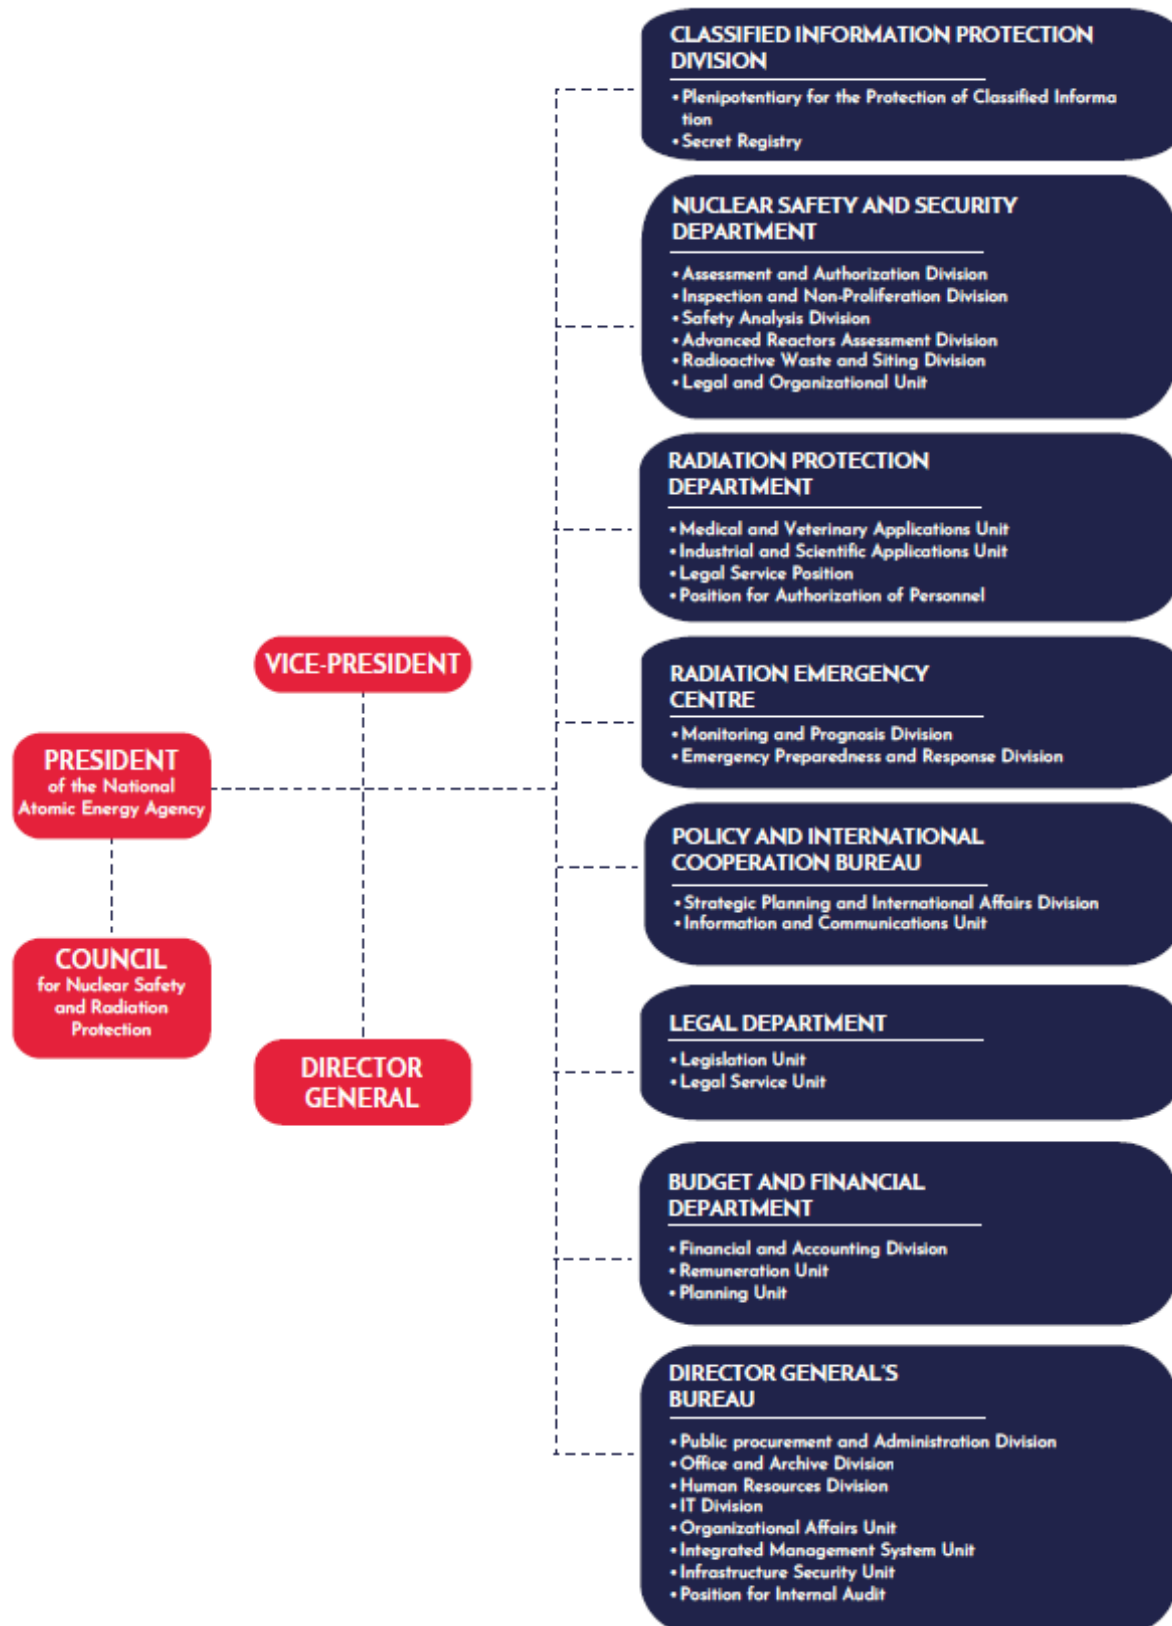 PRESIDENT
of the National
Atomic Energy Agency
COUNCIL
for Nuclear Safety
and Radiation
Protection
VICE-PRESIDENT
DIRECTOR
GENERAL
CLASSIFIED INFORMATION PROTECTION
DIVISION
• Plenipotentiary for the Protection of Classified Informa
tion
• Secret Registry
NUCLEAR SAFETY AND SECURITY
DEPARTMENT
• Assessment and Authorization Division
• Inspection and Non-Proliferation Division
• Safety Analysis Division
• Advanced Reactors Assessment Division
• Radioactive Waste and Siting Division
• Legal and Organizational Unit
RADIATION PROTECTION
DEPARTMENT
• Medical and Veterinary Applications Unit
• Industrial and Scientific Applications Unit
• Legal Service Position
• Position for Authorization of Personnel
RADIATION EMERGENCY
CENTRE
• Monitoring and Prognosis Division
• Emergency Preparedness and Response Division
POLICY AND INTERNATIONAL
COOPERATION BUREAU
• Strategic Planning and International Affairs Division
• Information and Communications Unit
LEGAL DEPARTMENT
• Legislation Unit
• Legal Service Unit
BUDGET AND FINANCIAL
DEPARTMENT
• Financial and Accounting Division
• Remuneration Unit
• Planning Unit
DIRECTOR GENERAL'S
BUREAU
• Public procurement and Administration Division
• Office and Archive Division
• Human Resources Division
• IT Division
• Organizational Affairs Unit
• Integrated Management System Unit
• Infrastructure Security Unit
• Position for Internal Audit